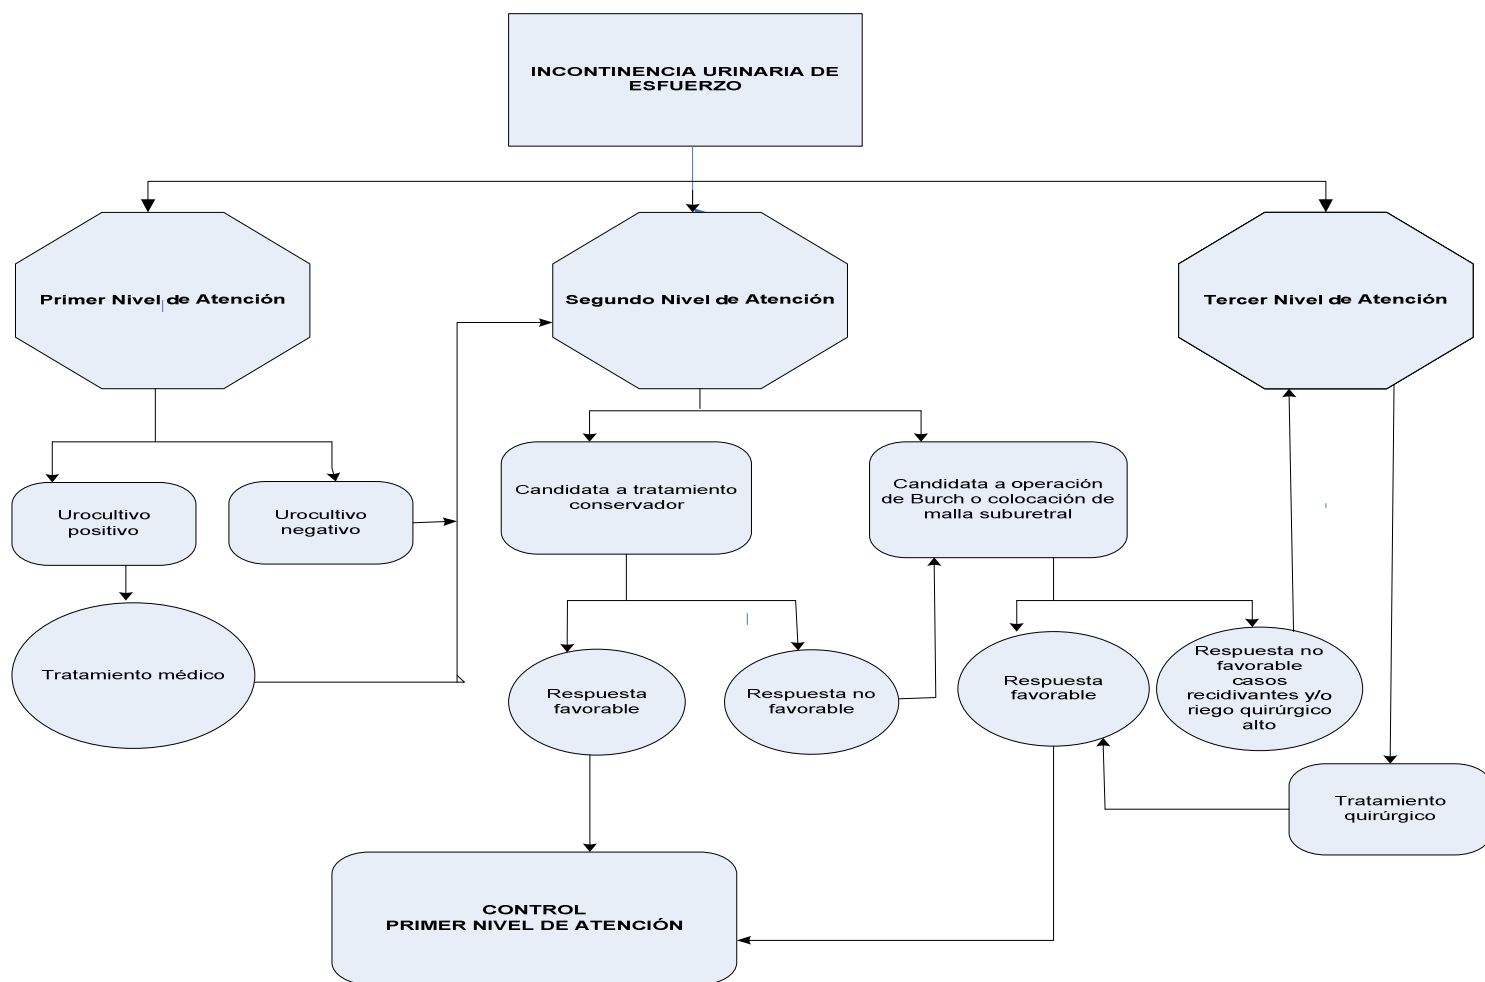 INCONTINENCIA URINARIA DE
ESFUERZO
Primer Nivel de Atención
Segundo Nivel de Atención
Tercer Nivel de Atención
Urocultivo
positivo
Urocultivo
negativo
Candidata a tratamiento
conservador
Candidata a operación
de Burch o colocación de
malla suburetral
Tratamiento médico
Respuesta
favorable
Respuesta no
favorable
Respuesta
favorable
Respuesta no
favorable
casos
recidivantes y/o
riego quirúrgico
alto
Tratamiento
quirúrgico
CONTROL
PRIMER NIVEL DE ATENCIÓN